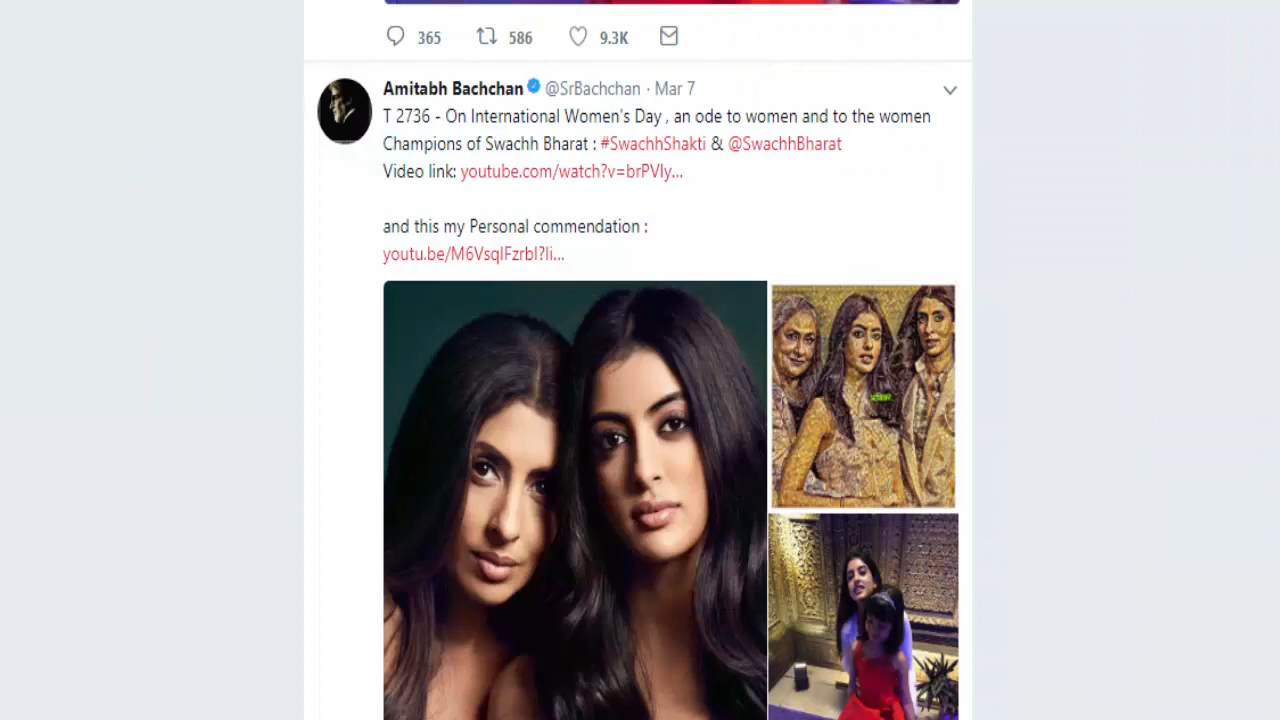 365 586 9.3K
Amitabh Bachchan @SrBachchan · Mar 7
T 2736 - On International Women's Day , an ode to women and to the women
Champions of Swachh Bharat : #SwachhShakti & @SwachhBharat
Video link: youtube.com/watch?v=brPVly...
and this my Personal commendation :
youtu.be/M6VsqlFzrbI?li...